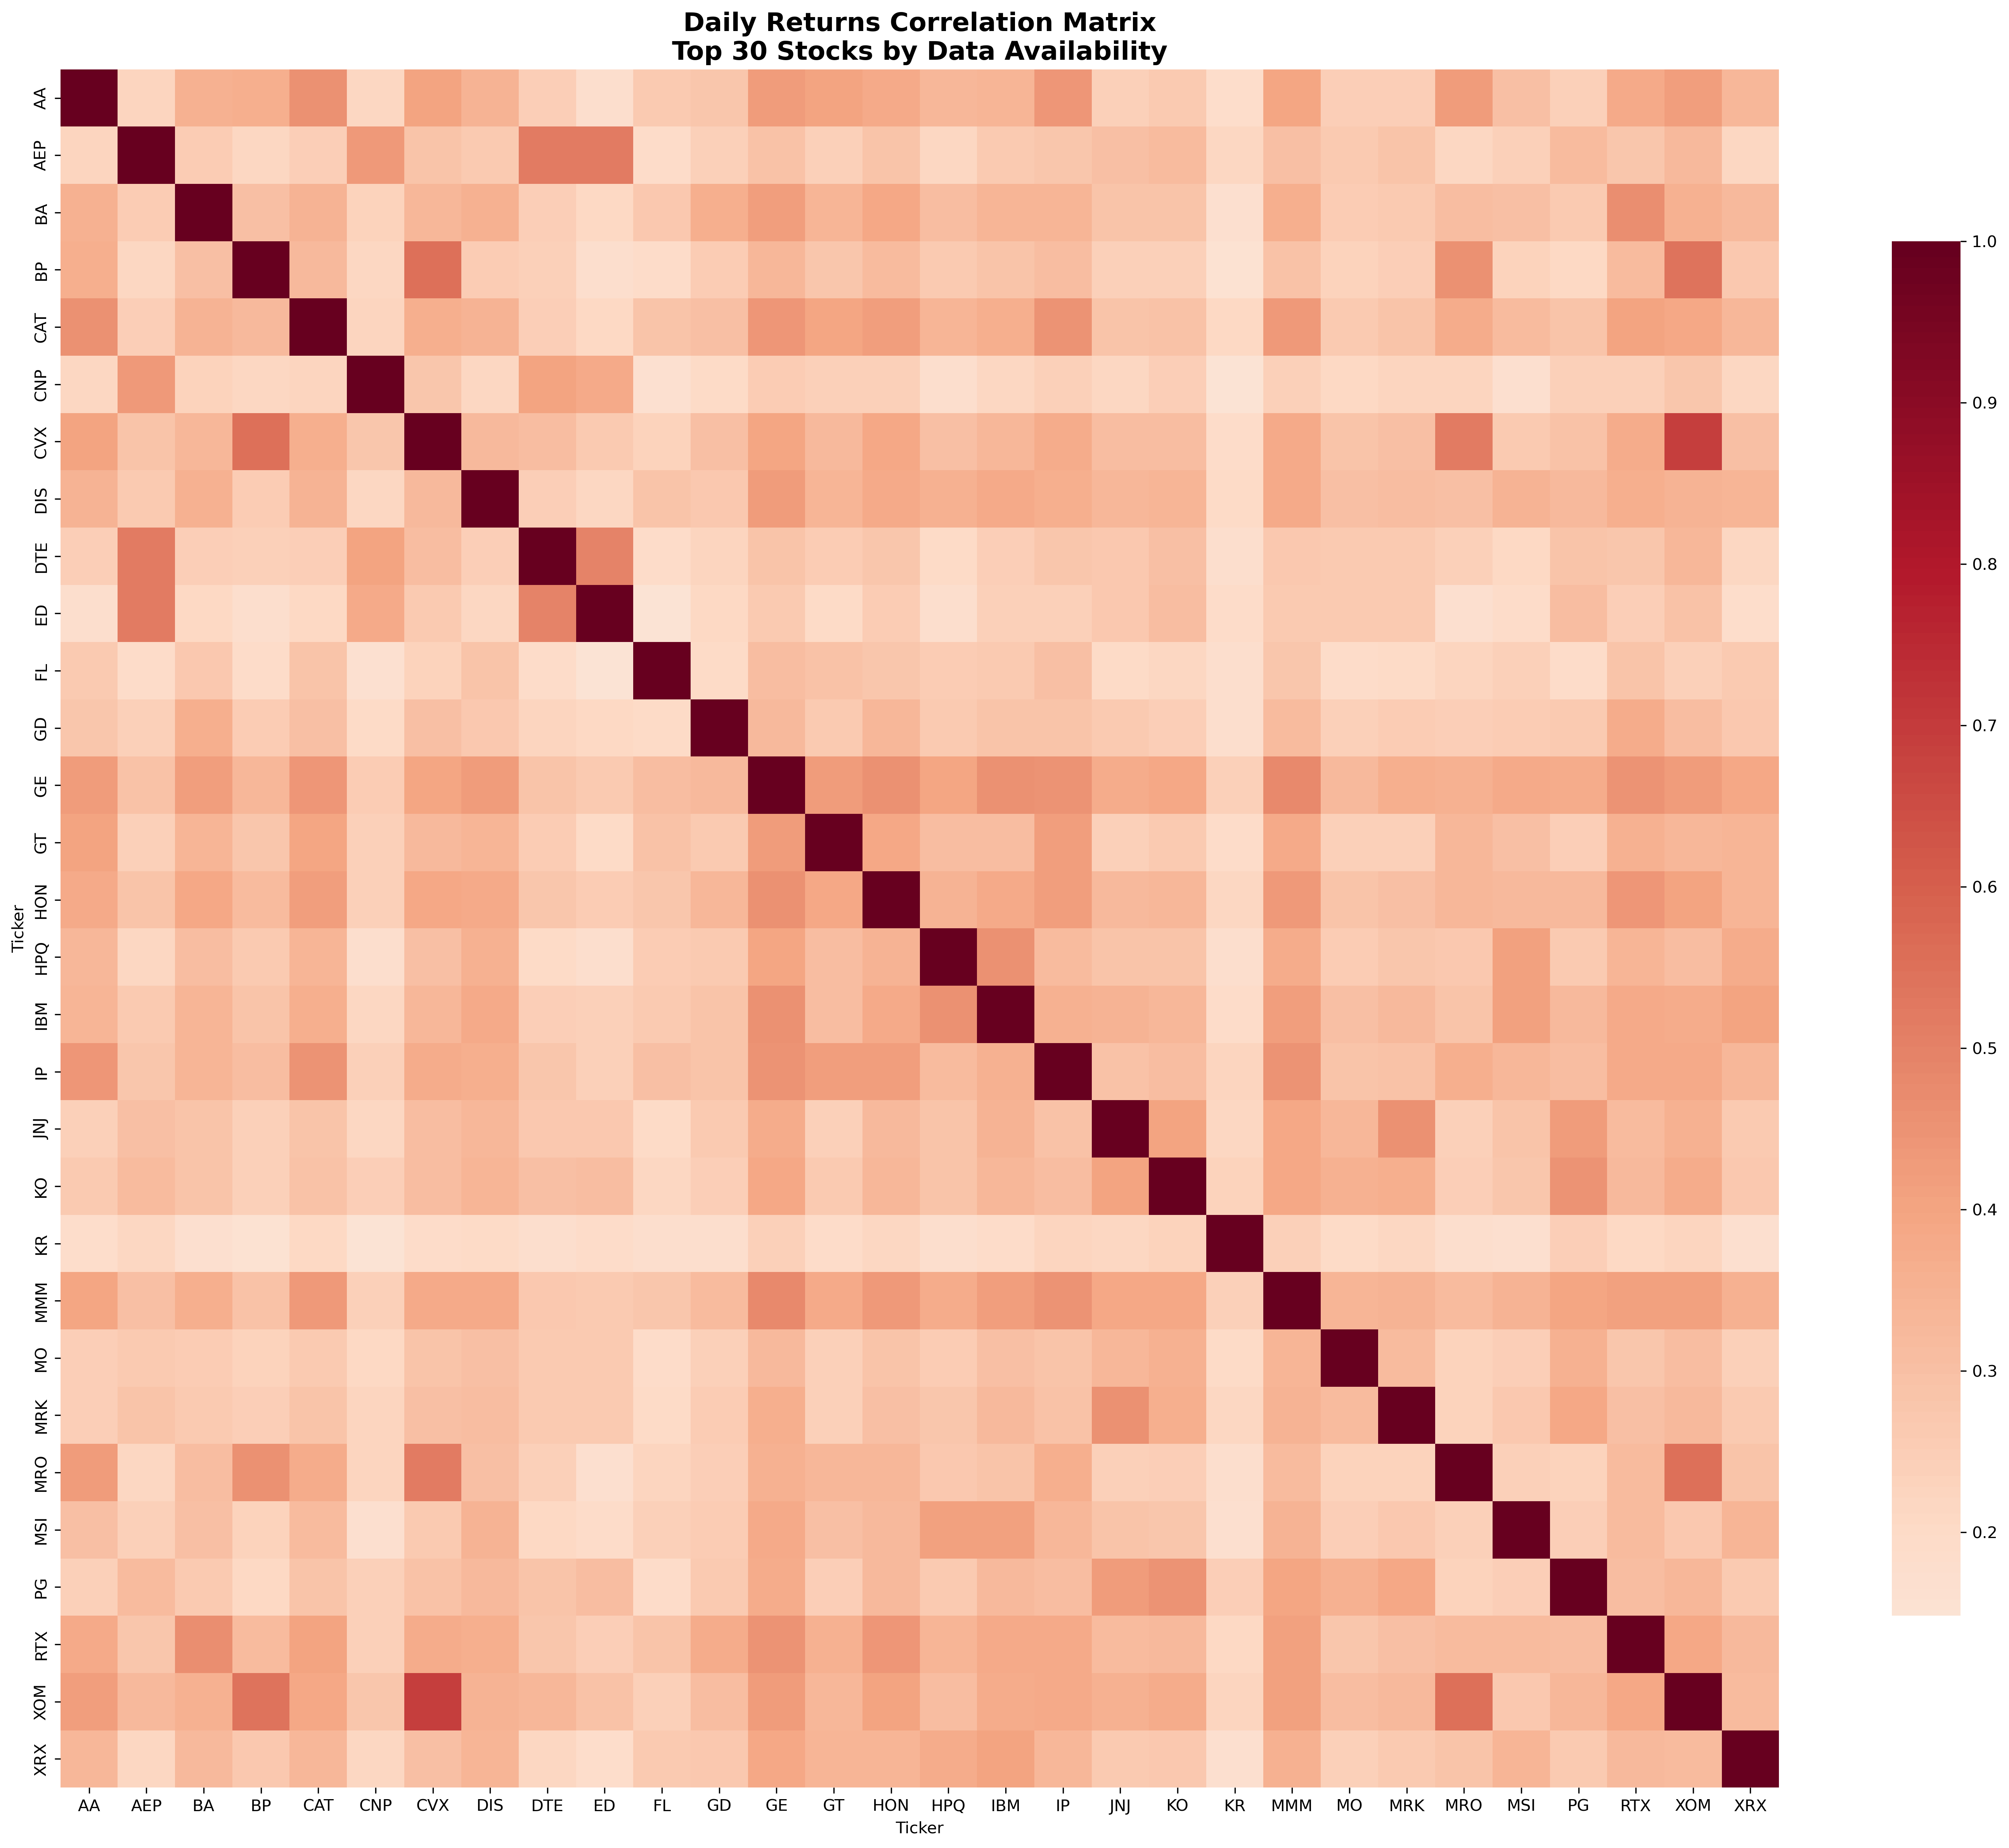 Daily Returns Correlation Matrix
Top 30 Stocks by Data Availability
Ticker
AA
AEP
BA
BP
CAT
CNP
CVX
DIS
DTE
ED
FL
GD
GE
GT
HON
HPQ
IBM
IP
JNJ
KO
KR
MMM
MO
MRK
MRO
MSI
PG
RTX
XOM
XRX
AA AEP BA BP CAT CNP CVX DIS DTE ED FL GD GE GT HON HPQ IBM IP JNJ KO KR MMM MO MRK MRO MSI PG RTX XOM XRX
Ticker
1.0
0.9
0.8
0.7
0.6
0.5
0.4
0.3
0.2